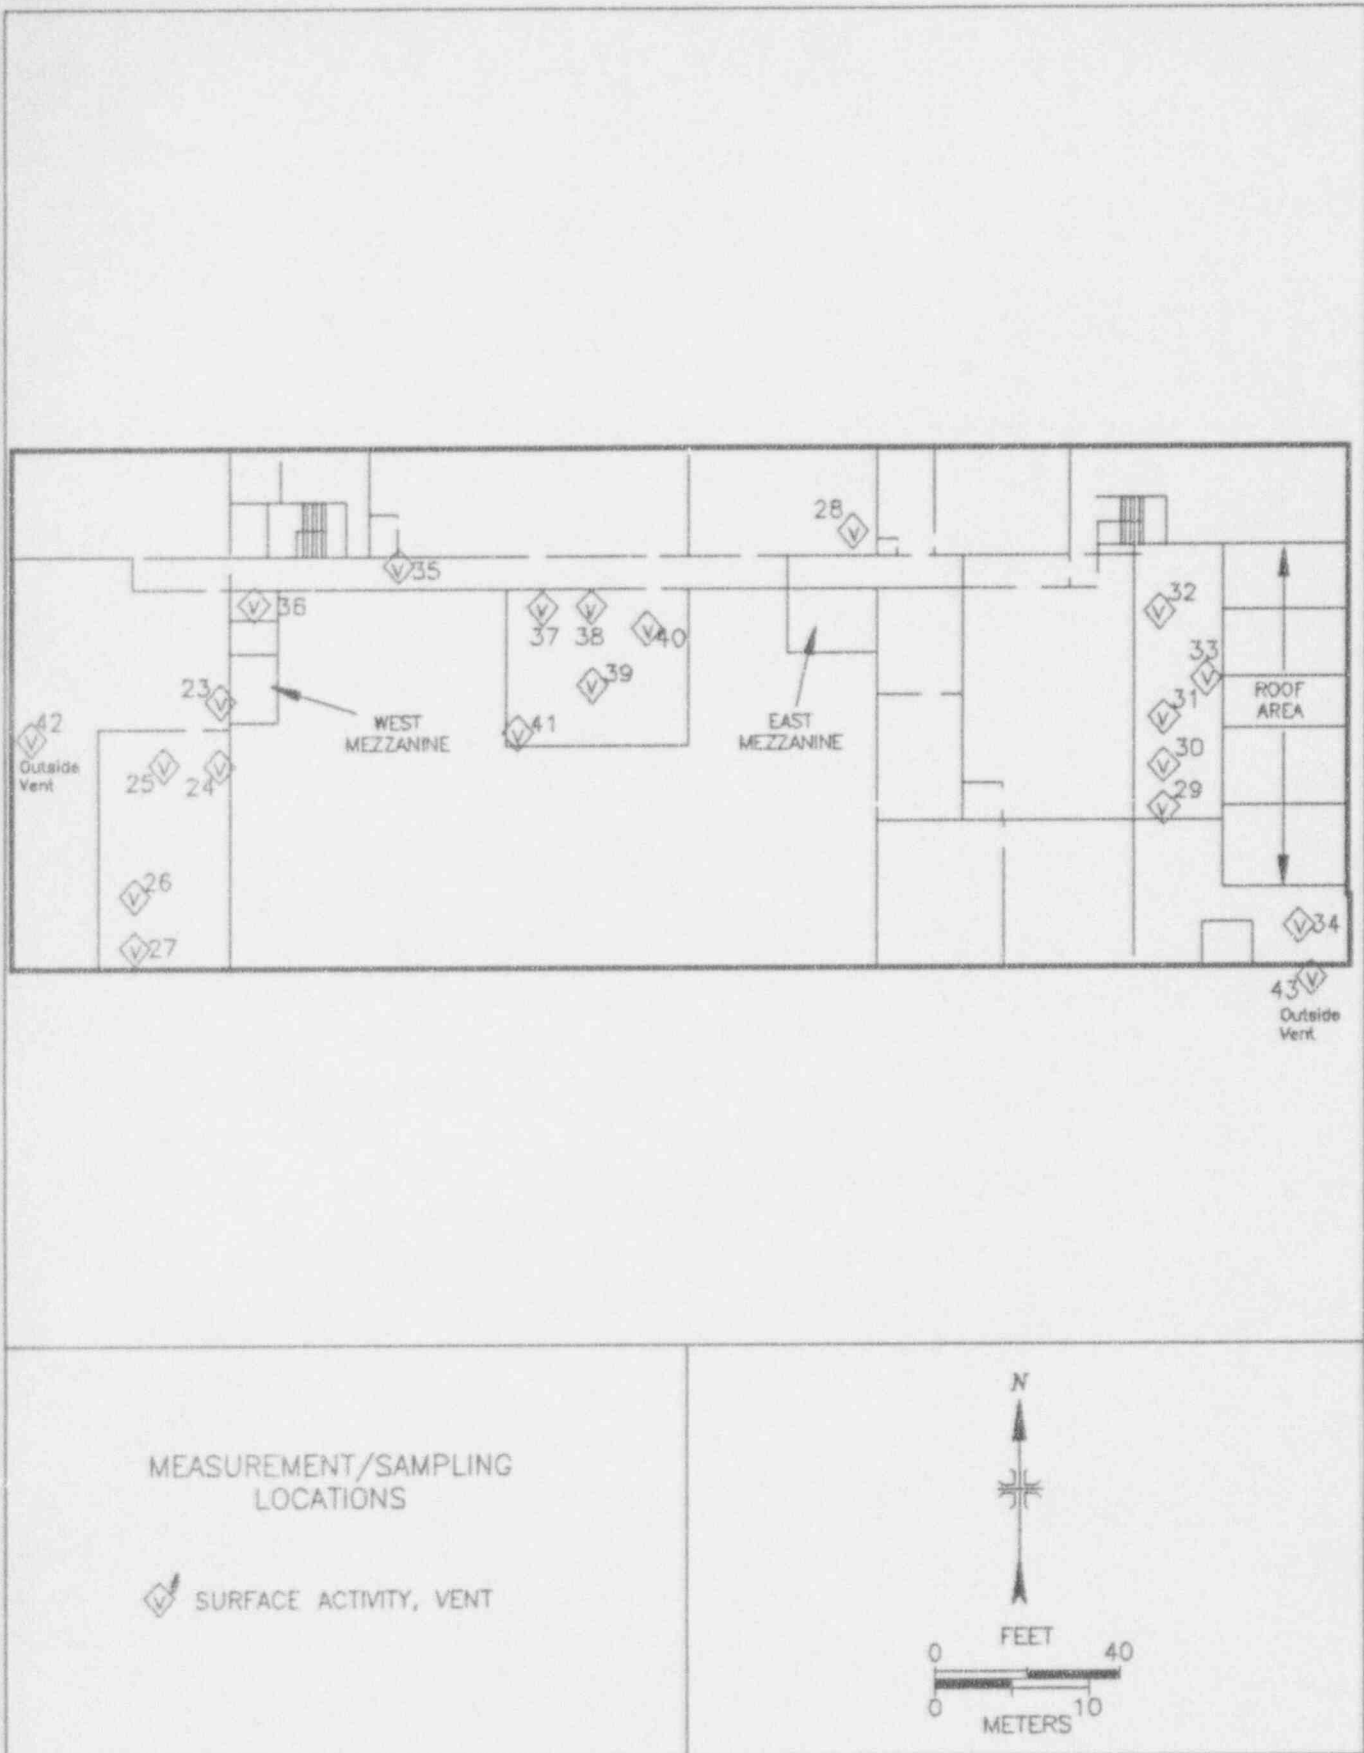 28
35
36
32
37
38
40
33
39
23
ROOF
AREA
31
42
WEST
MEZZANINE
41
EAST
MEZZANINE
Outside
Vent
25
24
30
29
26
27
34
43
Outside
Vent
MEASUREMENT/SAMPLING
LOCATIONS
V SURFACE ACTIVITY, VENT
N
FEET
0 40
0 10
METERS